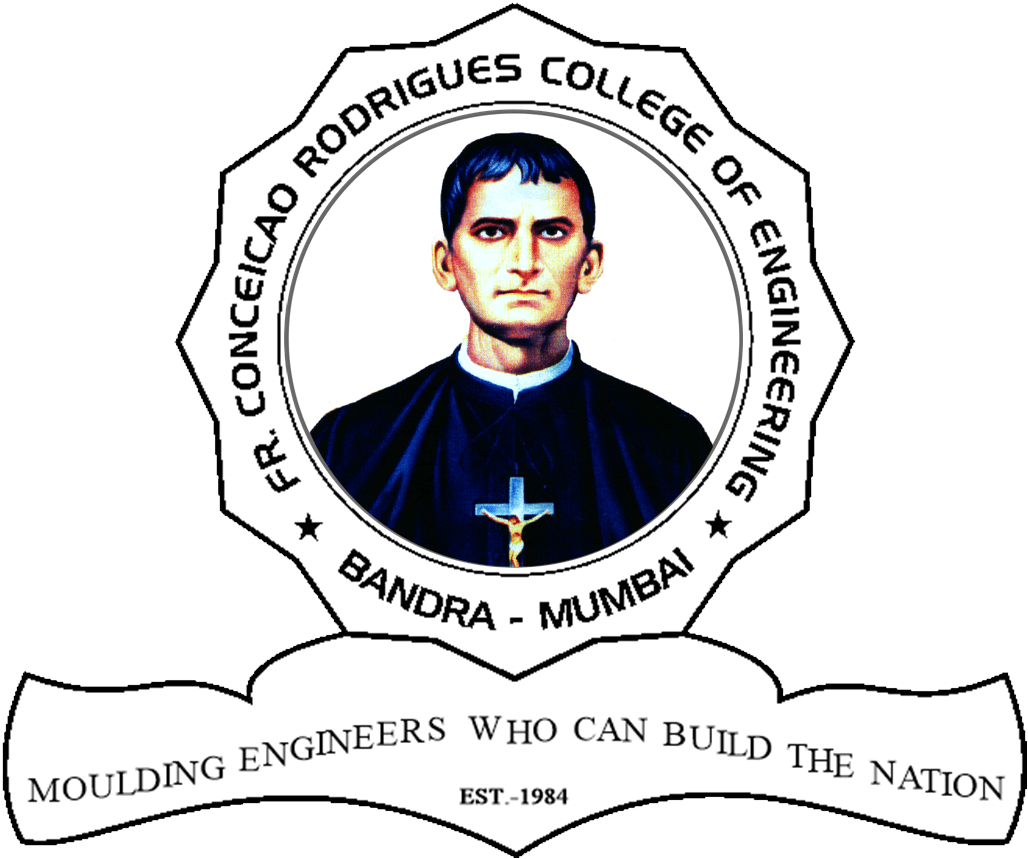 FR. CONCEICAO RODRIGUES COLLEGE OF ENGINEERING
BANDRA - MUMBAI
MOULDING ENGINEERS WHO CAN BUILD THE NATION
EST.-1984